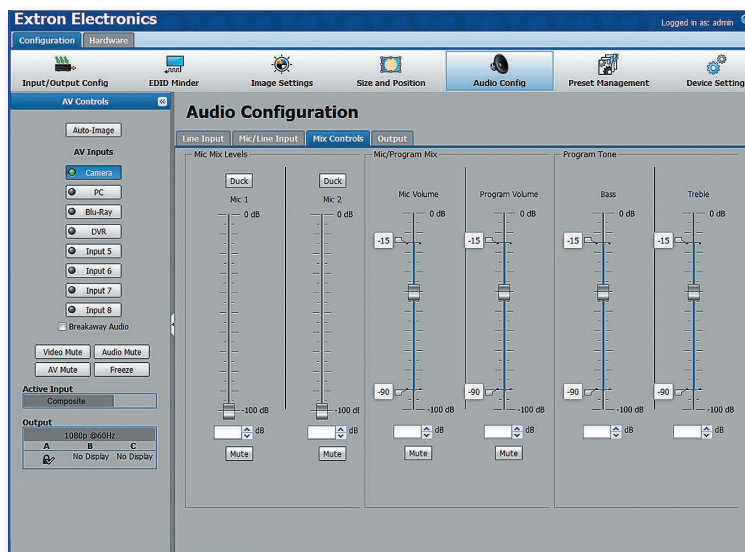 Extron Electronics
Logged in as: admin
Configuration Hardware
Input/Output Config EDID Minder Image Settings Size and Position Audio Config Preset Management Device Setting
AV Controls
Auto-Image
AV Inputs
Camera
PC
Blu-Ray
DVR
Input 5
Input 6
Input 7
Input 8
Breakaway Audio
Video Mute Audio Mute
AV Mute Freeze
Active Input
Composite
Output
1080p @60Hz
A B C
No Display No Display
Audio Configuration
Line Input Mic/Line Input Mix Controls Output
Mic Mix Levels
Duck Duck
Mic 1 Mic 2
0 dB 0 dB
-100 dB -100 dB
dB dB
Mute Mute
Mic/Program Mix
Mic Volume Program Volume
0 dB 0 dB
-15 -15
-90 -90
-100 dB -100 dB
dB dB
Mute Mute
Program Tone
Bass Treble
0 dB 0 dB
-15 -15
-90 -90
-100 dB -100 dB
dB dB